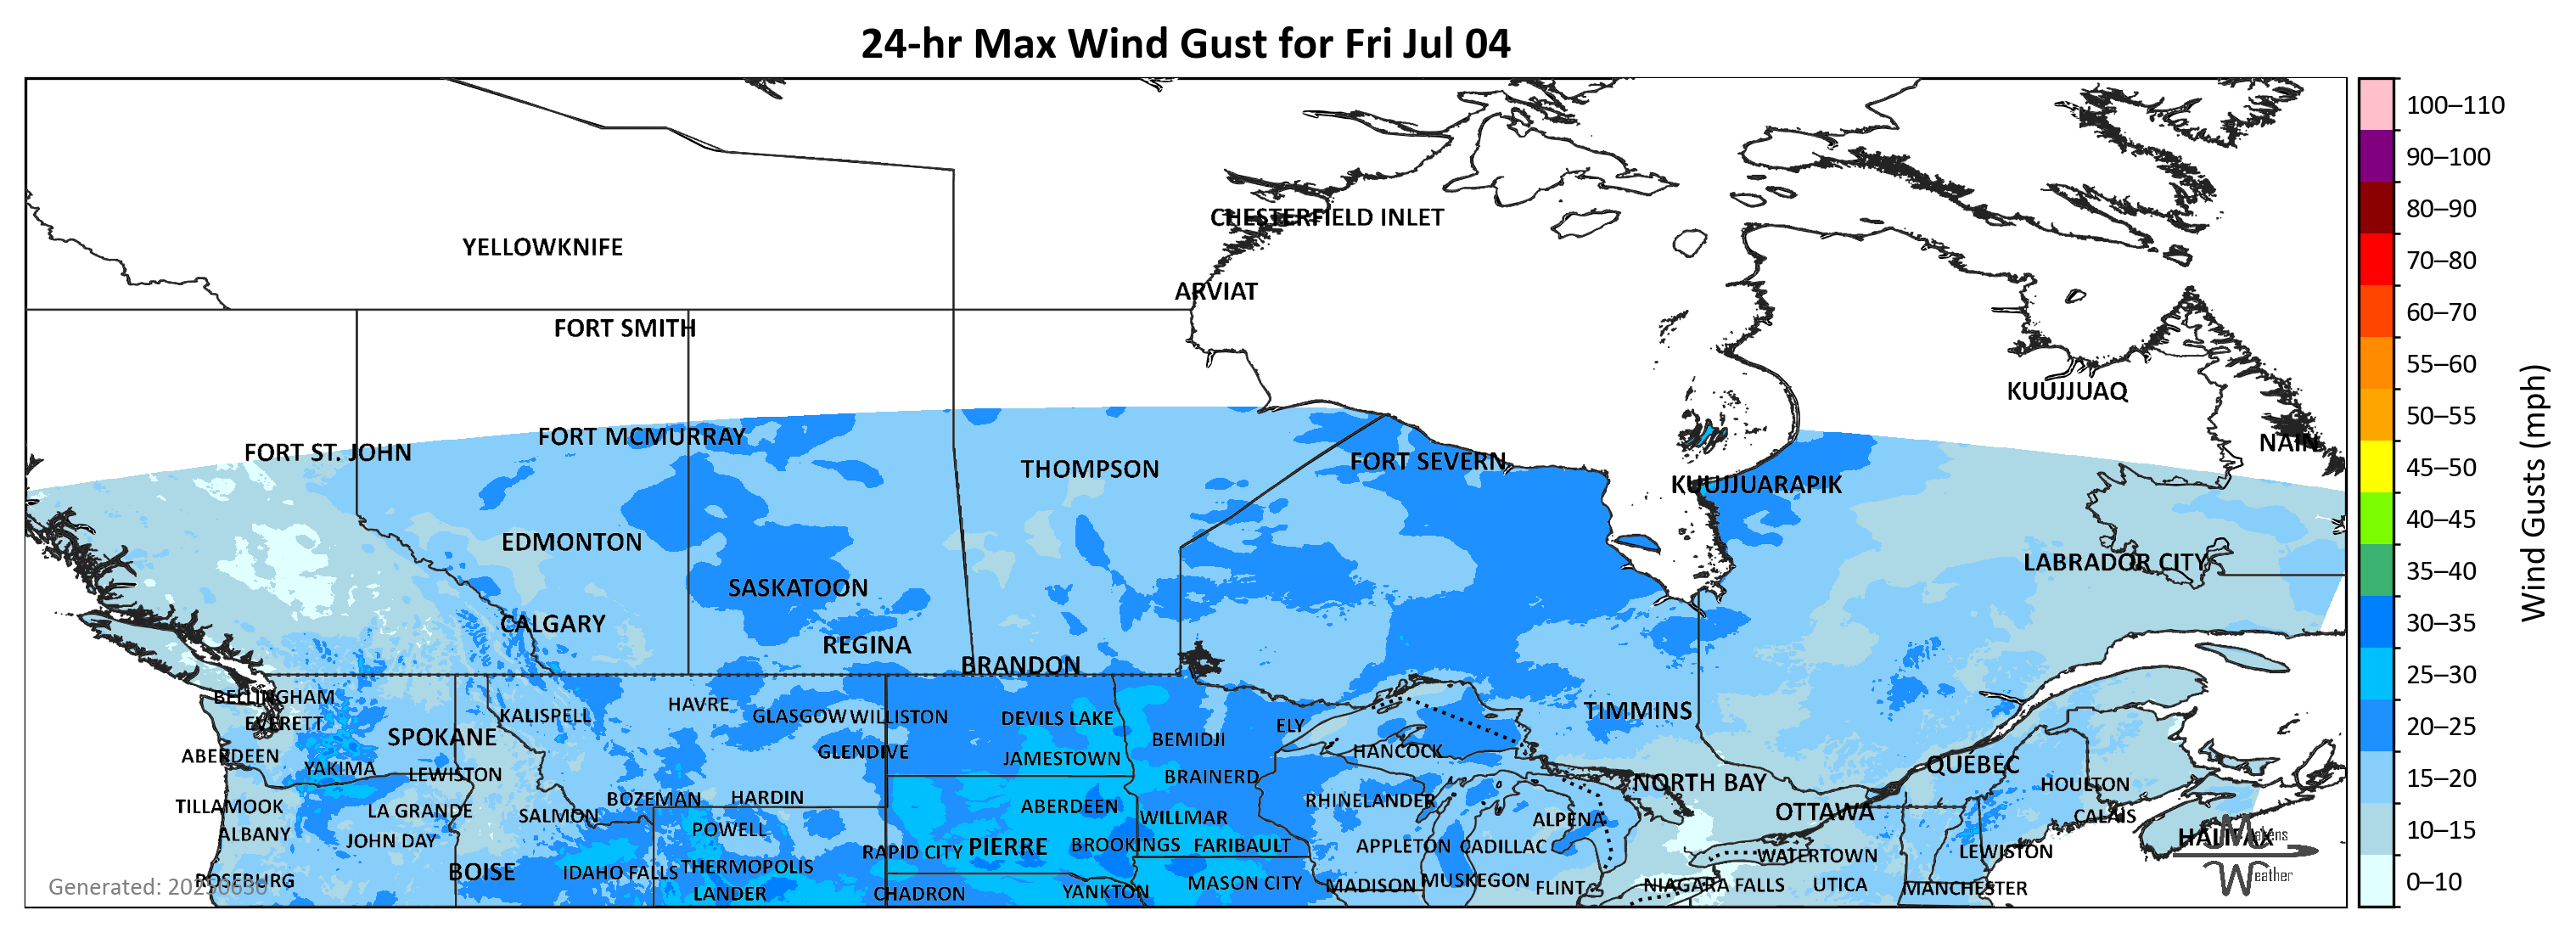 24-hr Max Wind Gust for Fri Jul 04
100–110
90–100
80–90
70–80
60–70
55–60
50–55
45–50
40–45
35–40
30–35
25–30
20–25
15–20
10–15
0–10
Wind Gusts (mph)
CHESTERFIELD INLET
YELLOWKNIFE
ARVIAT
FORT SMITH
KUUJJUAQ
FORT MCMURRAY
NAIN
FORT ST. JOHN
FORT SEVERN
THOMPSON
KUUJJUARAPIK
EDMONTON
LABRADOR CITY
SASKATOON
CALGARY
REGINA
BRANDON
BELLINGHAM
HAVRE
KALISPELL
GLASGOW
WILLISTON
DEVILS LAKE
TIMMINS
EVERETT
ELY
SPOKANE
BEMIDJI
GLENDIVE
HANCOCK
ABERDEEN
JAMESTOWN
QUÉBEC
YAKIMA
LEWISTON
BRAINERD
NORTH BAY
HOULTON
BOZEMAN
HARDIN
RHINELANDER
TILLAMOOK
LA GRANDE
ABERDEEN
OTTAWA
SALMON
WILLMAR
CALAIS
ALPENA
POWELL
ALBANY
HALIFAX
JOHN DAY
PIERRE
BROOKINGS
FARIBAULT
APPLETON
CADILLAC
RAPID CITY
LEWISTON
WATERTOWN
THERMOPOLIS
BOISE
IDAHO FALLS
ROSEBURG
MUSKEGON
MASON CITY
MADISON
NIAGARA FALLS
UTICA
FLINT
MANCHESTER
YANKTON
LANDER
CHADRON
Weather
Generated: